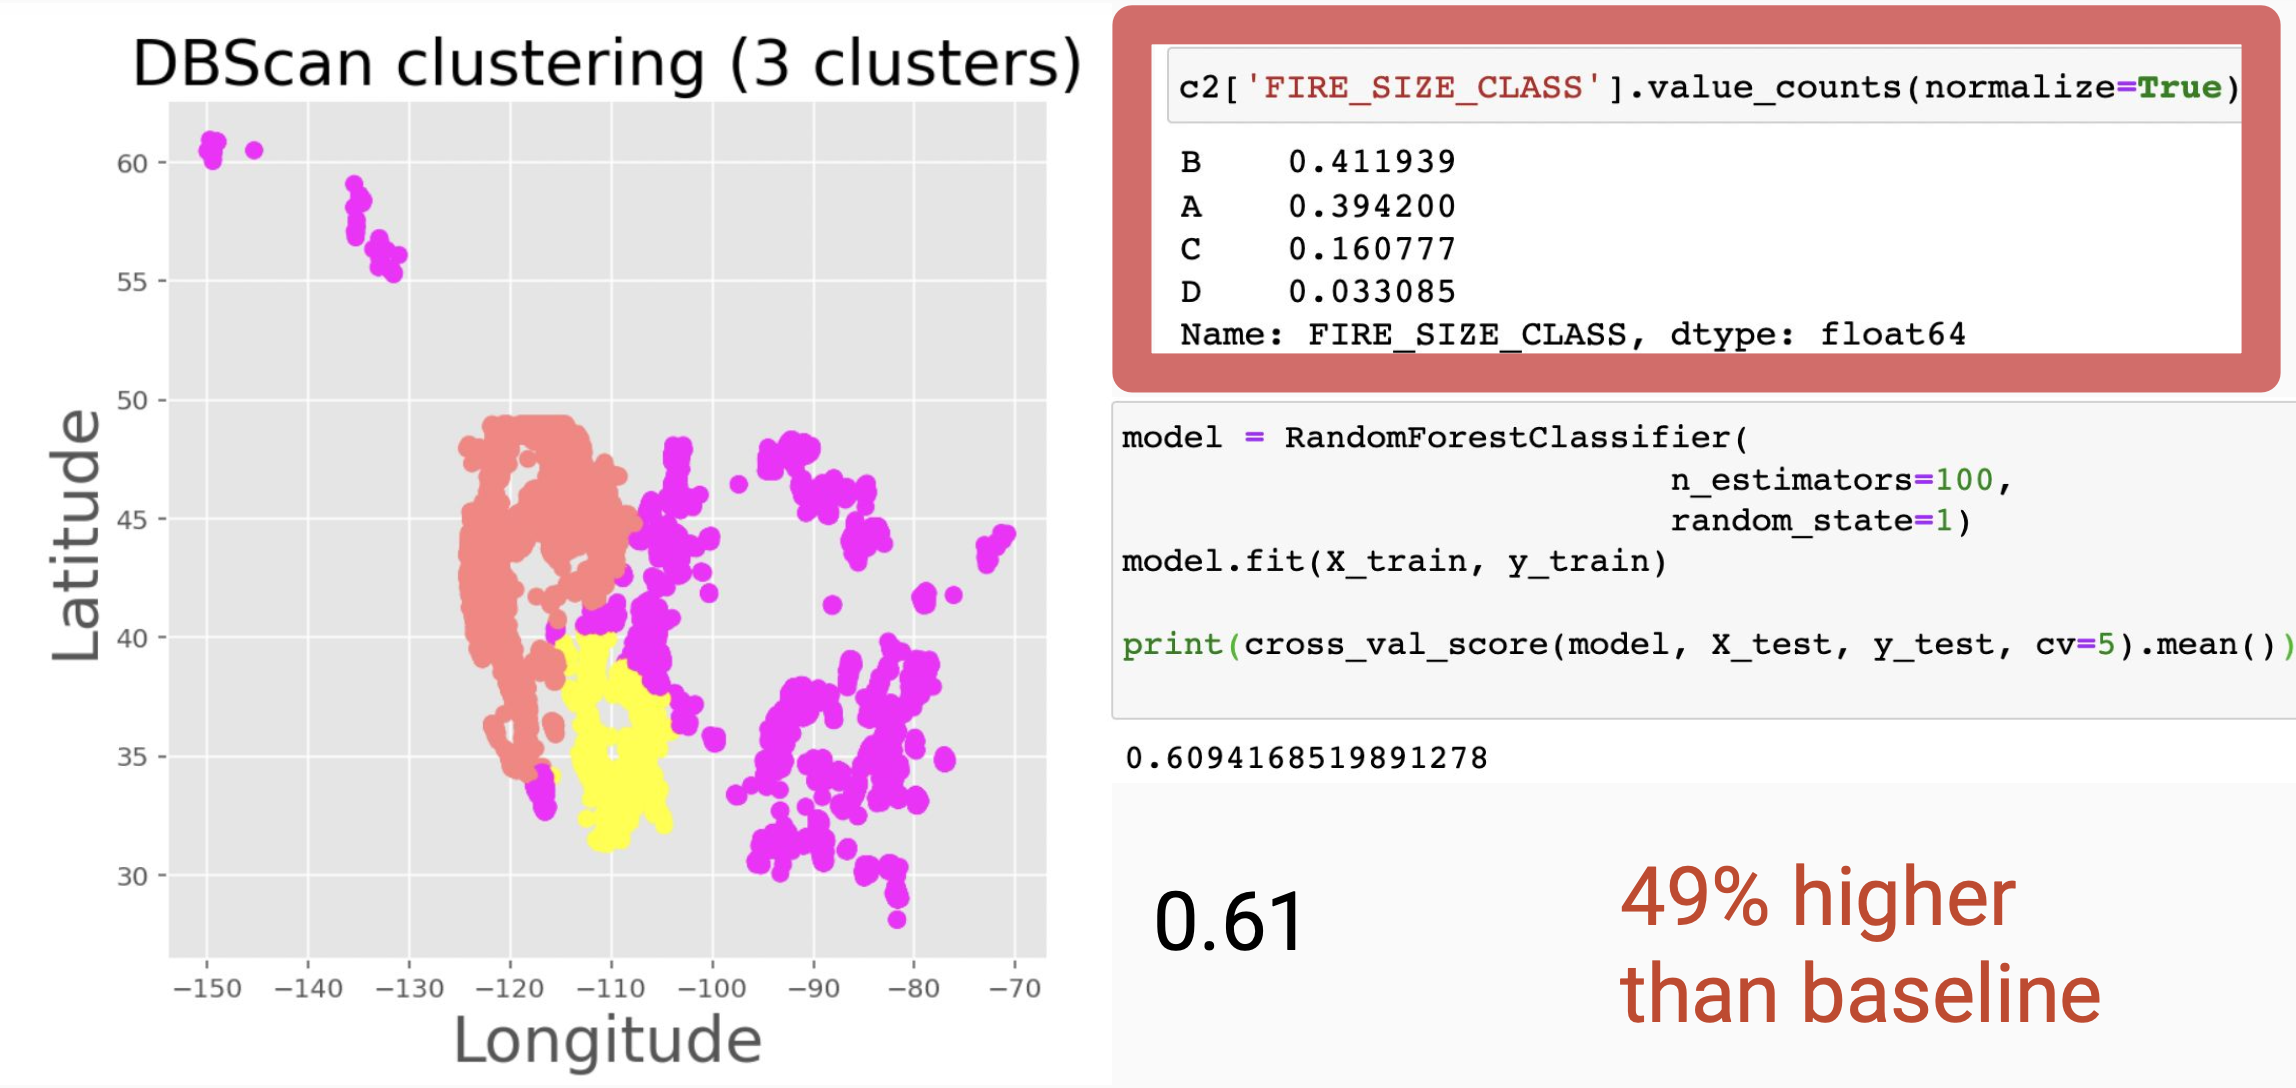 DBScan clustering (3 clusters)
60
55
50
45
40
35
30
Latitude
−150 −140 −130 −120 −110 −100 −90 −80 −70
Longitude
c2['FIRE_SIZE_CLASS'].value_counts(normalize=True)
B 0.411939
A 0.394200
C 0.160777
D 0.033085
Name: FIRE_SIZE_CLASS, dtype: float64
model = RandomForestClassifier(
n_estimators=100,
random_state=1)
model.fit(X_train, y_train)
print(cross_val_score(model, X_test, y_test, cv=5).mean())
0.6094168519891278
0.61
49% higher
than baseline